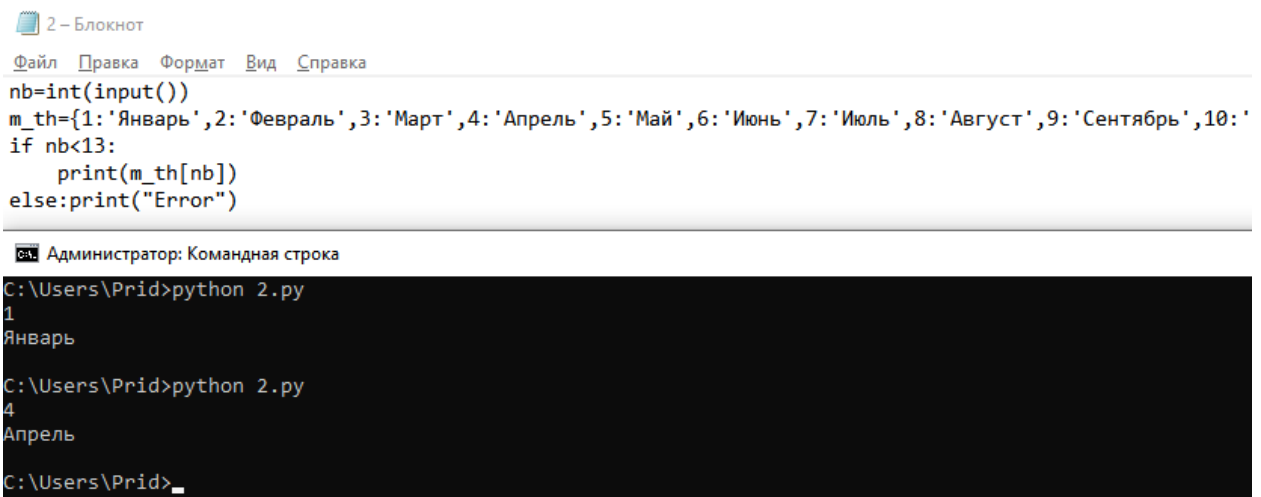 2 – Блокнот
Файл Правка Формат Вид Справка
nb=int(input())
m_th={1:'Январь',2:'Февраль',3:'Март',4:'Апрель',5:'Май',6:'Июнь',7:'Июль',8:'Август',9:'Сентябрь',10:'
if nb<13:
    print(m_th[nb])
else:print("Error")
Администратор: Командная строка
C:\Users\Prid>python 2.py
1
Январь
C:\Users\Prid>python 2.py
4
Апрель
C:\Users\Prid>